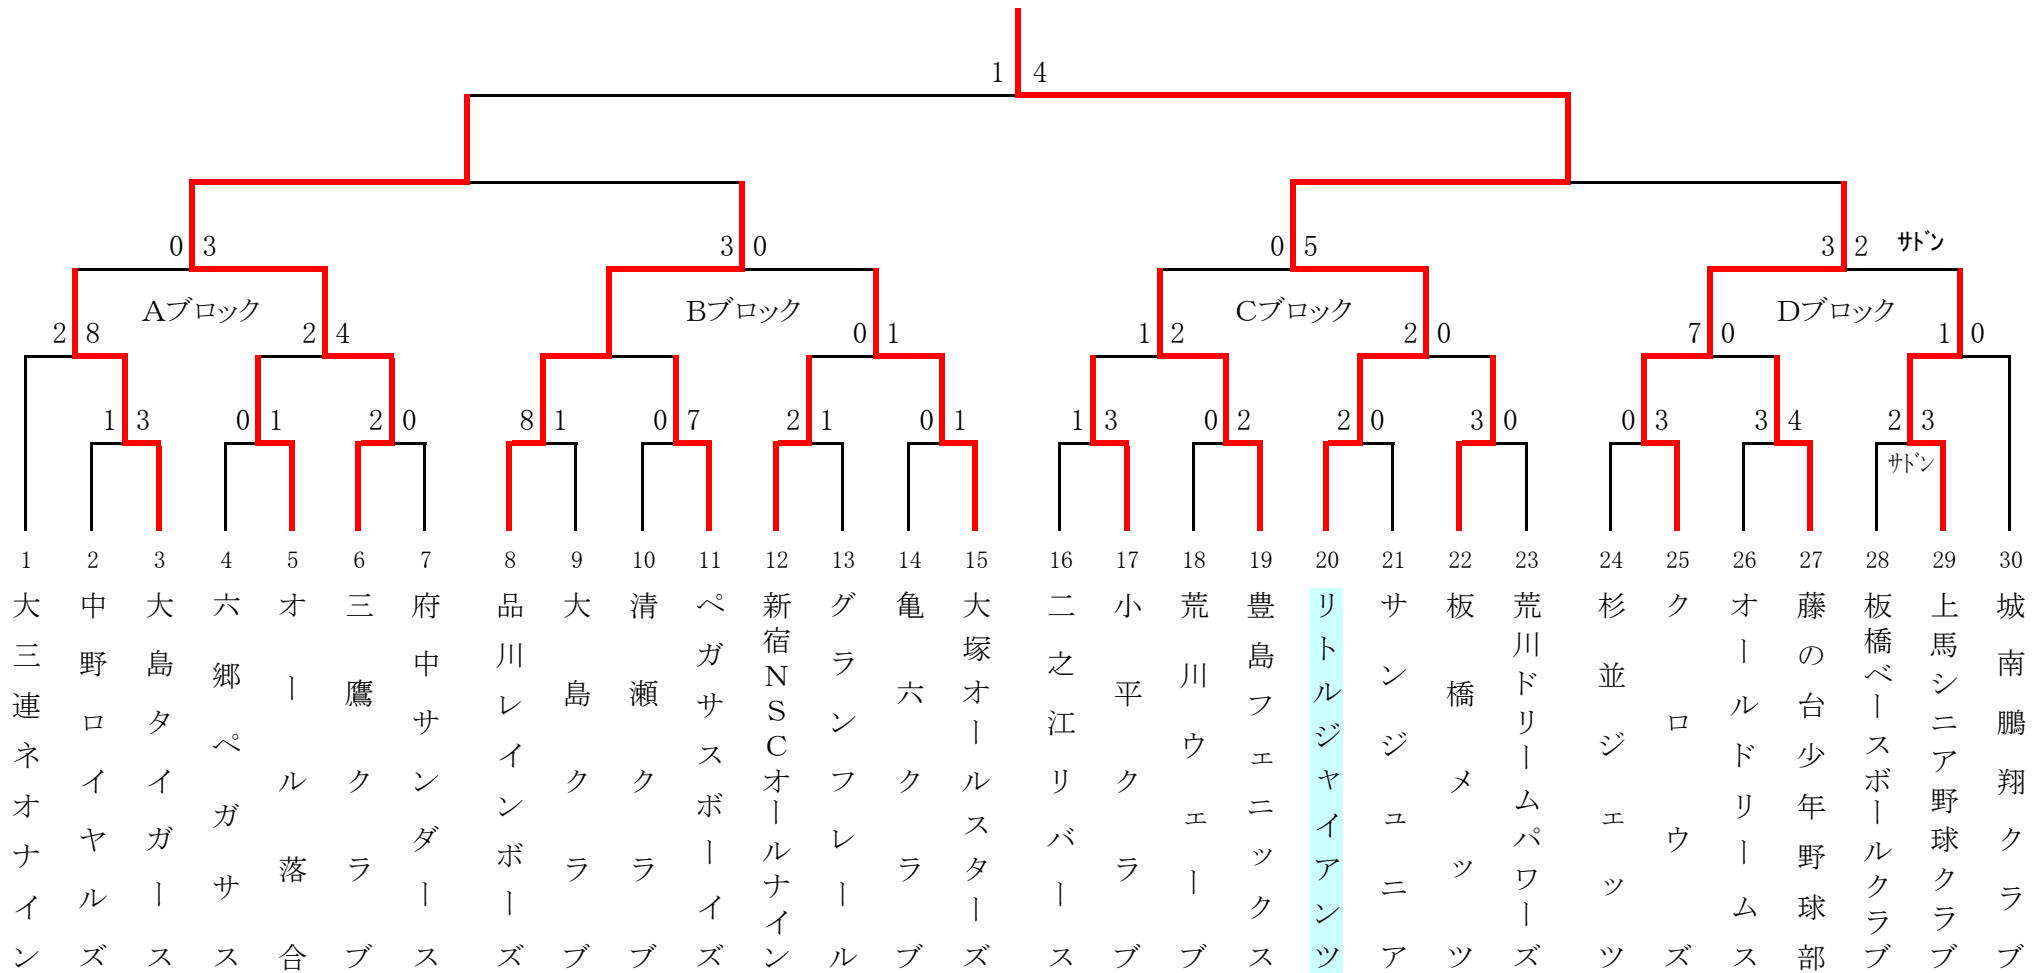 1 4
0 3
3 0
0 5
3 2 サドン
Aブロック
Bブロック
Cブロック
Dブロック
2 8
2 4
0 1
1 2
2 0
7 0
1 0
1 3
0 1
2 0
8 1
0 7
2 1
0 1
1 3
0 2
2 0
3 0
0 3
3 4
2 3
サドン
1 大三連ネオナイン
2 中野ロイヤルズ
3 大島タイガース
4 六郷ペガサス
5 オール落合
6 三鷹クラブ
7 府中サンダース
8 品川レインボーズ
9 大島クラブ
10 清瀬クラブ
11 ペガサスボーイズ
12 新宿NSCオールナイン
13 グランフレール
14 亀六クラブ
15 大塚オールスターズ
16 二之江リバース
17 小平クラブ
18 荒川ウェーブ
19 豊島フェニックス
20 リトルジャイアンツ
21 サンジュニア
22 板橋メッツ
23 荒川ドリームパワーズ
24 杉並ジェッツ
25 クロウズ
26 オールドリームス
27 藤の台少年野球部
28 板橋ベースボールクラブ
29 上馬シニア野球クラブ
30 城南鵬翔クラブ